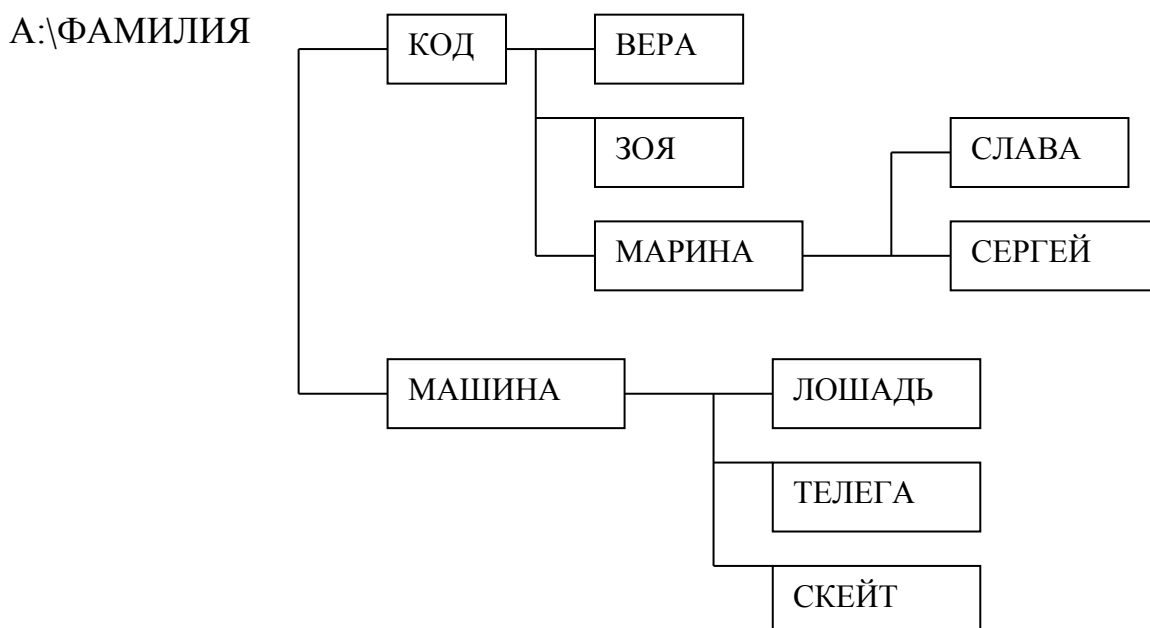 А:\ФАМИЛИЯ
КОД
ВЕРА
ЗОЯ
СЛАВА
МАРИНА
СЕРГЕЙ
МАШИНА
ЛОШАДЬ
ТЕЛЕГА
СКЕЙТ